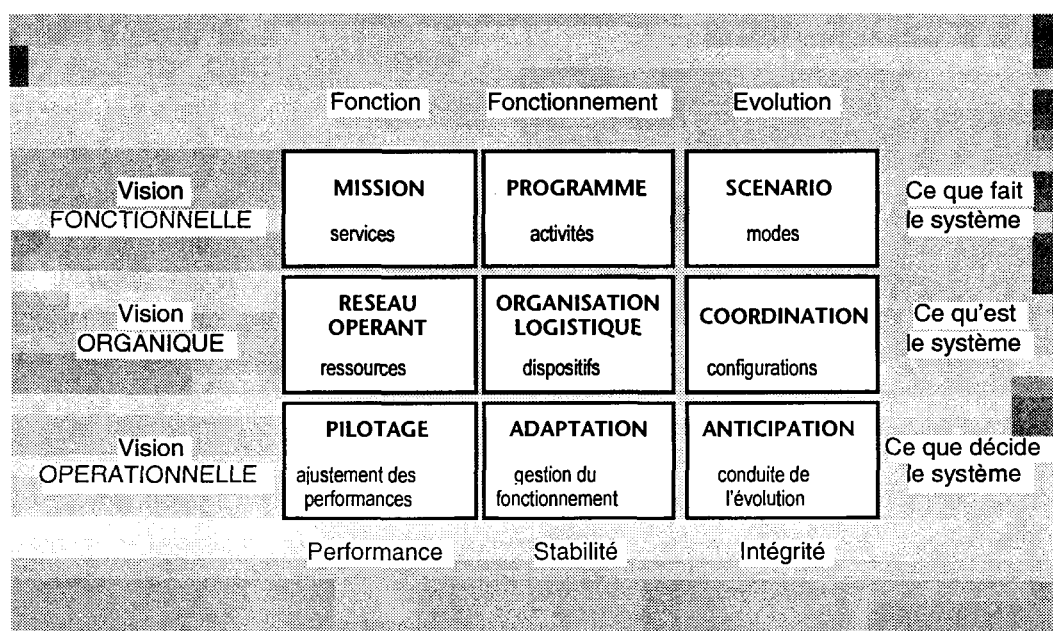 Fonction Fonctionnement Evolution
Vision
FONCTIONNELLE
MISSION
services
PROGRAMME
activités
SCENARIO
modes
Ce que fait
le système
Vision
ORGANIQUE
RESEAU
OPERANT
ressources
ORGANISATION
LOGISTIQUE
dispositifs
COORDINATION
configurations
Ce qu'est
le système
Vision
OPERATIONNELLE
PILOTAGE
ajustement des
performances
ADAPTATION
gestion du
fonctionnement
ANTICIPATION
conduite de
l'évolution
Ce que décide
le système
Performance Stabilité Intégrité